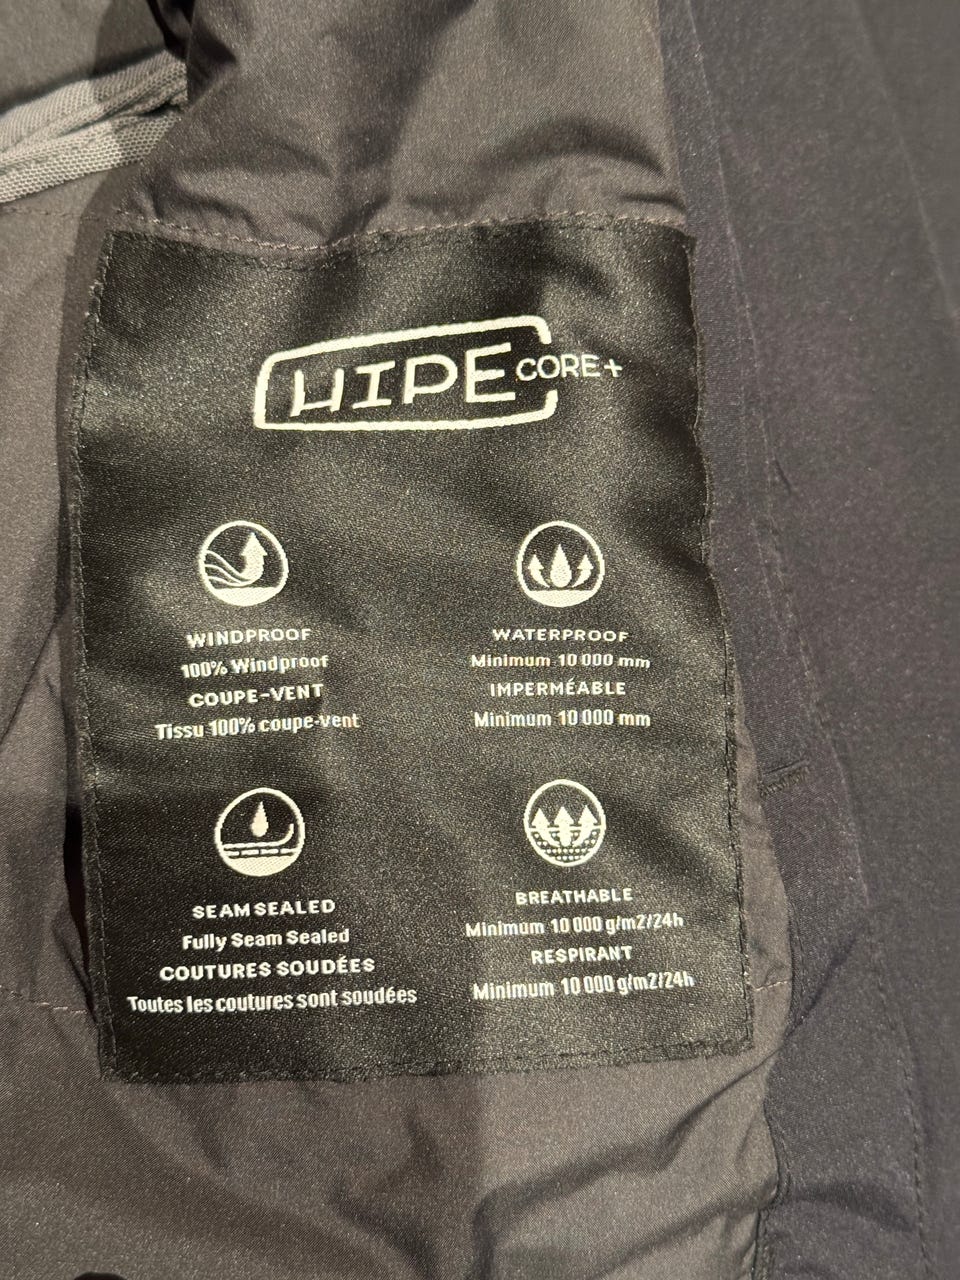 HIPE CORE+
WINDPROOF
100% Windproof
COUPE-VENT
Tissu 100% coupe-vent
WATERPROOF
Minimum 10 000 mm
IMPERMÉABLE
Minimum 10 000 mm
SEAM SEALED
Fully Seam Sealed
COUTURES SOUDÉES
Toutes les coutures sont soudées
BREATHABLE
Minimum 10 000 g/m2/24h
RESPIRANT
Minimum 10 000 g/m2/24h